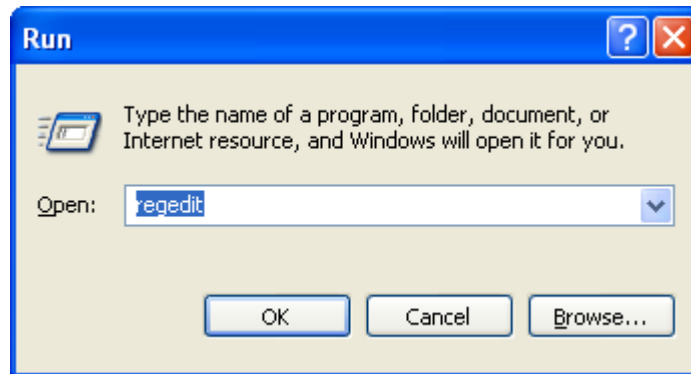 Run
Type the name of a program, folder, document, or
Internet resource, and Windows will open it for you.
Open: regedit
OK Cancel Browse...